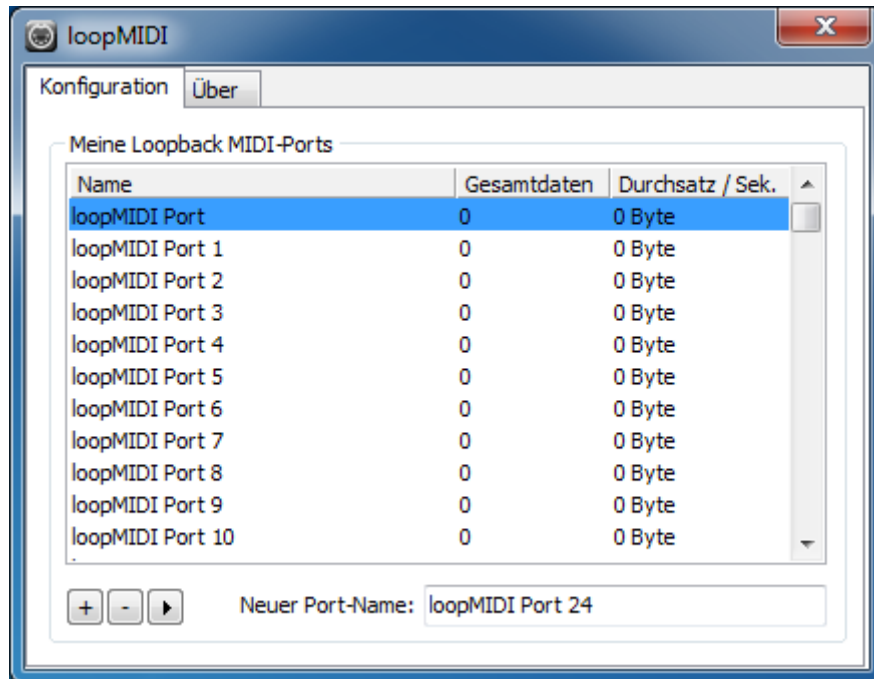 loopMIDI
Konfiguration Über
Meine Loopback MIDI-Ports
Name Gesamtdaten Durchsatz / Sek.
loopMIDI Port 0 0 Byte
loopMIDI Port 1 0 0 Byte
loopMIDI Port 2 0 0 Byte
loopMIDI Port 3 0 0 Byte
loopMIDI Port 4 0 0 Byte
loopMIDI Port 5 0 0 Byte
loopMIDI Port 6 0 0 Byte
loopMIDI Port 7 0 0 Byte
loopMIDI Port 8 0 0 Byte
loopMIDI Port 9 0 0 Byte
loopMIDI Port 10 0 0 Byte
+ - Neuer Port-Name: loopMIDI Port 24